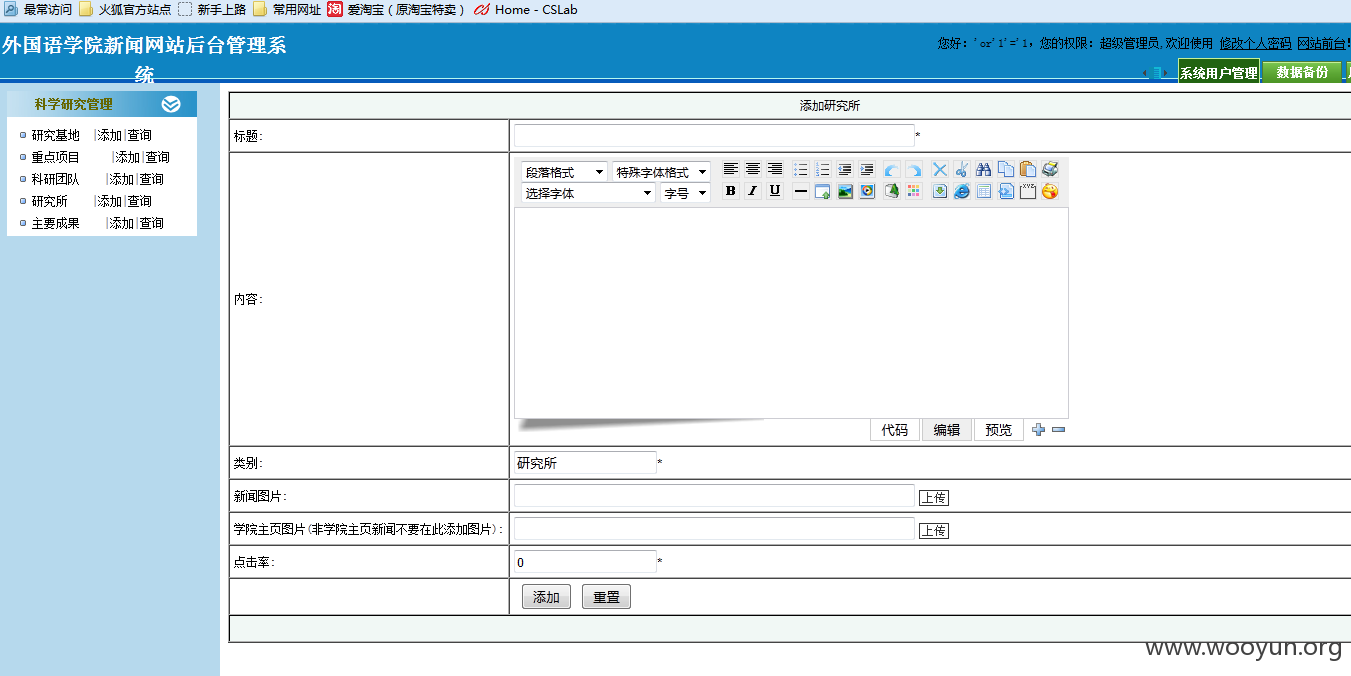 最常访问 火狐官方站点 新手上路 常用网址 淘 爱淘宝（原淘宝特卖） Home - CSLab
外国语学院新闻网站后台管理系
统
您好：' or' 1' =' 1，您的权限：超级管理员, 欢迎使用 修改个人密码 网站前台!
系统用户管理 数据备份
科学研究管理
研究基地 |添加|查询
重点项目 |添加|查询
科研团队 |添加|查询
研究所 |添加|查询
主要成果 |添加|查询
添加研究所
标题: *
内容:
段落格式 特殊字体格式
选择字体 字号 B I U XYZ
代码 编辑 预览
类别: 研究所 *
新闻图片: 上传
学院主页图片(非学院主页新闻不要在此添加图片): 上传
点击率: 0 *
添加 重置
www.wooyun.org